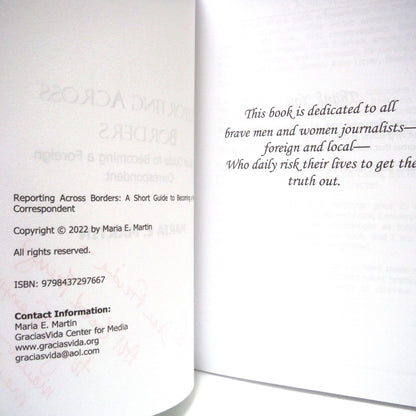 Reporting Across Borders: A Short Guide to Becoming
Correspondent
Copyright © 2022 by Maria E. Martin
All rights reserved.
ISBN: 9798437297667
Contact Information:
Maria E. Martin
GraciasVida Center for Media
www.graciasvida.org
graciasvida@aol.com
This book is dedicated to all
brave men and women journalists—
foreign and local—
Who daily risk their lives to get the
truth out.